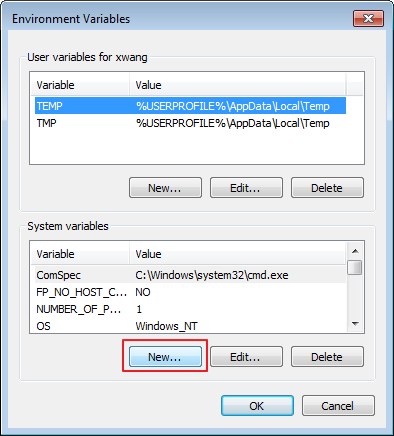 Environment Variables
User variables for xwang
Variable Value
TEMP %USERPROFILE%\AppData\Local\Temp
TMP %USERPROFILE%\AppData\Local\Temp
New... Edit... Delete
System variables
Variable Value
ComSpec C:\Windows\system32\cmd.exe
FP_NO_HOST_C... NO
NUMBER_OF_P... 1
OS Windows_NT
New... Edit... Delete
OK Cancel